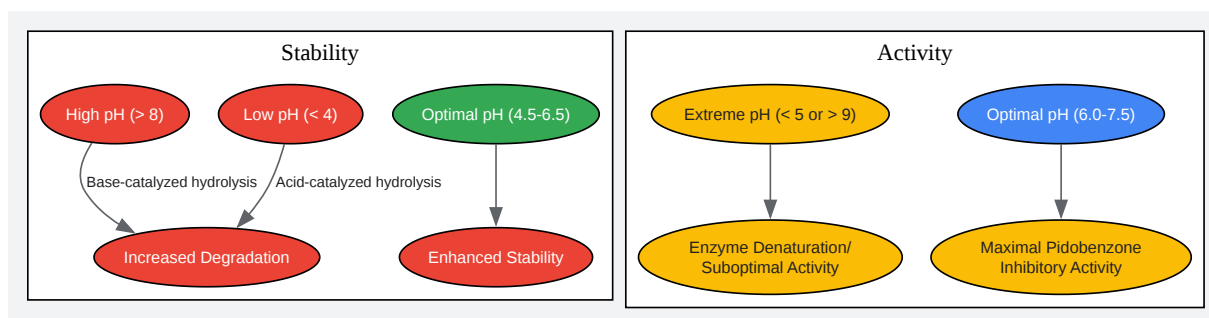 Stability
High pH (> 8)
Low pH (< 4)
Optimal pH (4.5-6.5)
Base-catalyzed hydrolysis
Acid-catalyzed hydrolysis
Increased Degradation
Enhanced Stability
Activity
Extreme pH (< 5 or > 9)
Optimal pH (6.0-7.5)
Enzyme Denaturation/
Suboptimal Activity
Maximal Pidobenzone
Inhibitory Activity